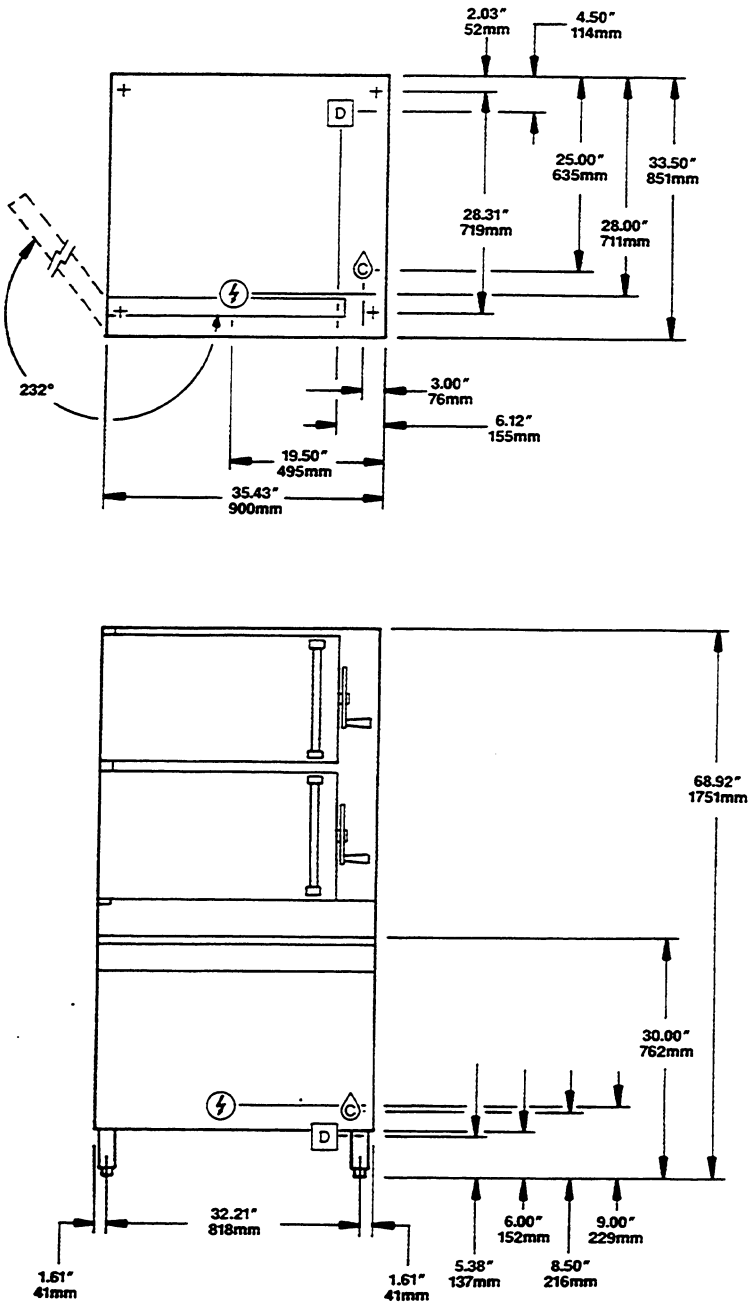 2.03″
52mm
4.50″
114mm
D
25.00″
635mm
33.50″
851mm
28.31″
719mm
28.00″
711mm
C
232°
3.00″
76mm
6.12″
155mm
19.50″
495mm
35.43″
900mm
68.92″
1751mm
30.00″
762mm
C
D
32.21″
818mm
6.00″
152mm
9.00″
229mm
1.61″
41mm
1.61″
41mm
5.38″
137mm
8.50″
216mm